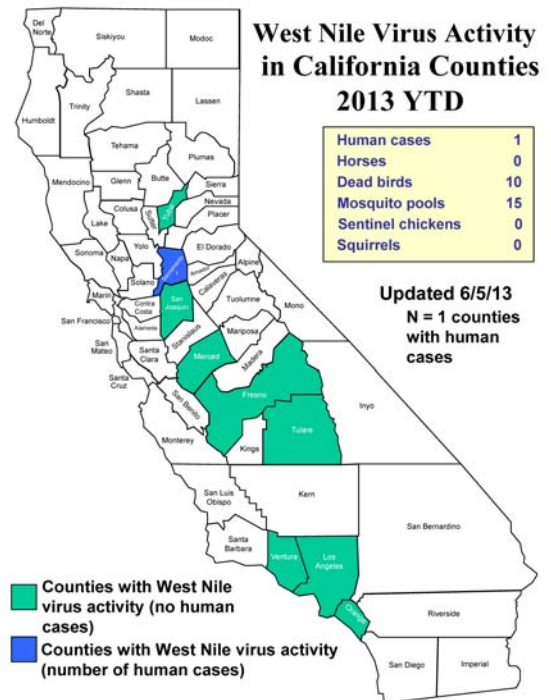 West Nile Virus Activity
in California Counties
2013 YTD
Human cases 1
Horses 0
Dead birds 10
Mosquito pools 15
Sentinel chickens 0
Squirrels 0
Updated 6/5/13
N = 1 counties
with human
cases
Del
Norte
Siskiyou
Modoc
Humboldt
Trinity
Shasta
Lassen
Tehama
Plumas
Mendocino
Glenn
Butte
Sierra
Nevada
Placer
Colusa
Sutter
Yuba
Lake
Yolo
El Dorado
Sonoma
Napa
Sacramento
Amador
Alpine
Solano
Calaveras
Marin
Contra
Costa
San
Joaquin
Tuolumne
Mono
San Francisco
Alameda
Stanislaus
Mariposa
San
Mateo
Santa
Clara
Merced
Madera
Santa
Cruz
San Benito
Fresno
Inyo
Monterey
Kings
Tulare
San Luis
Obispo
Kern
San Bernardino
Santa
Barbara
Ventura
Los
Angeles
Orange
Riverside
San Diego
Imperial
Counties with West Nile
virus activity (no human
cases)
Counties with West Nile virus activity
(number of human cases)